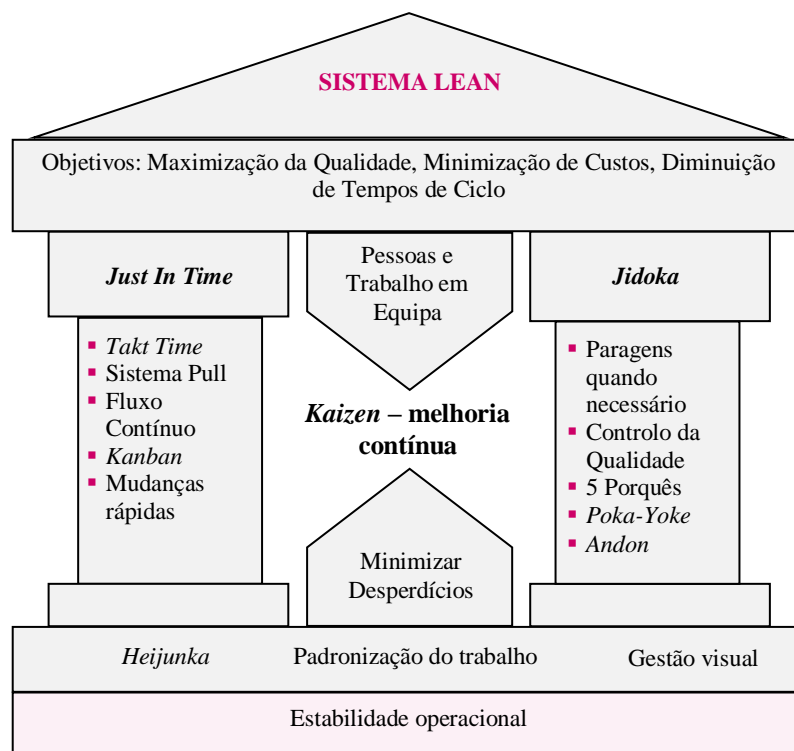 SISTEMA LEAN
Objetivos: Maximização da Qualidade, Minimização de Custos, Diminuição
de Tempos de Ciclo
Just In Time
Takt Time
Sistema Pull
Fluxo
Contínuo
Kanban
Mudanças
rápidas
Pessoas e
Trabalho em
Equipa
Kaizen – melhoria
contínua
Minimizar
Desperdícios
Jidoka
Paragens
quando
necessário
Controlo da
Qualidade
5 Porquês
Poka-Yoke
Andon
Heijunka
Padronização do trabalho
Gestão visual
Estabilidade operacional